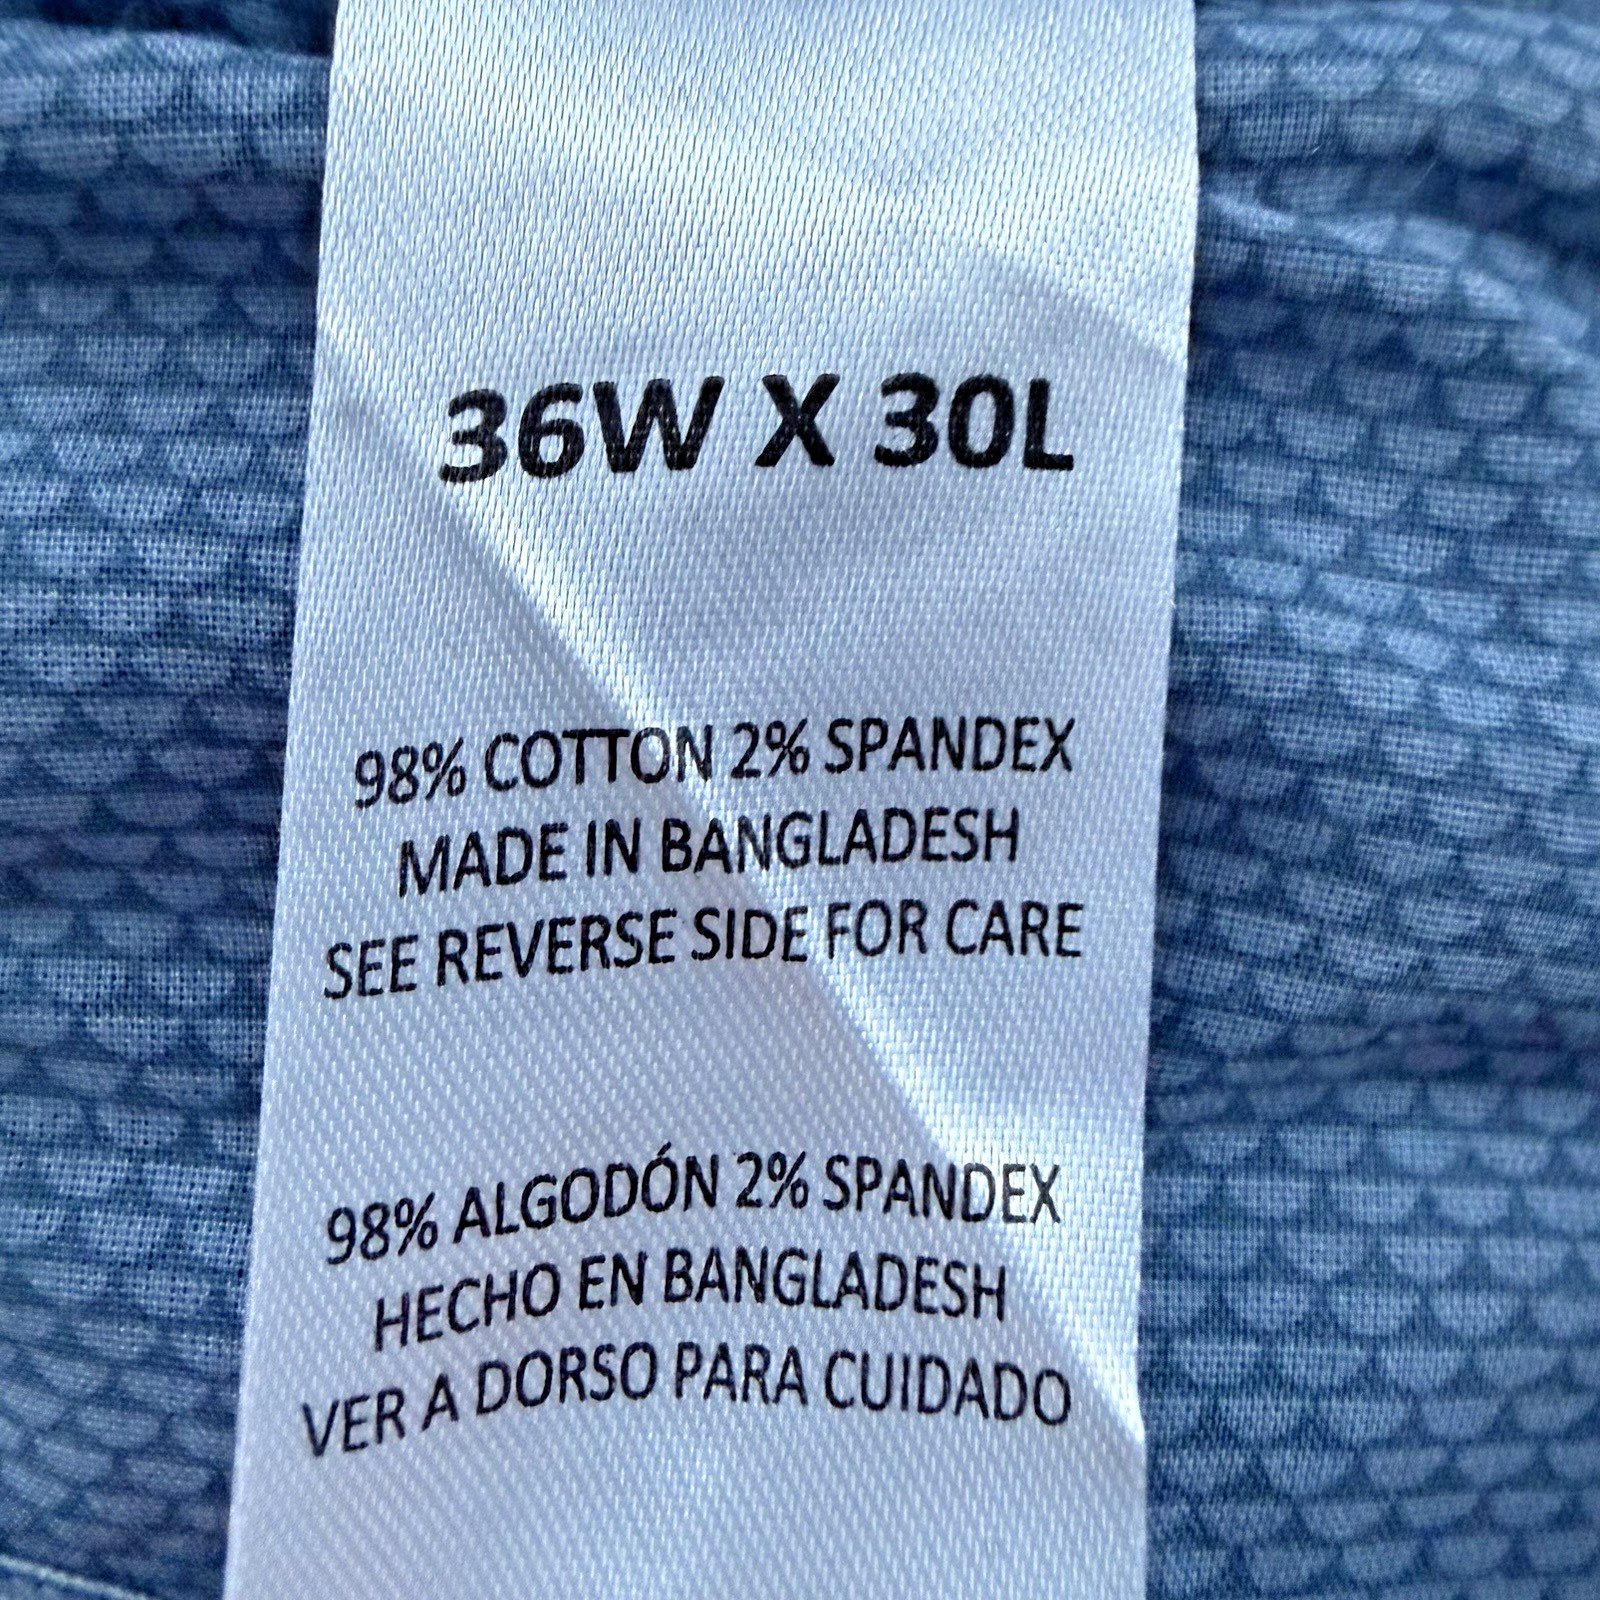 36W X 30L
98% COTTON 2% SPANDEX
MADE IN BANGLADESH
SEE REVERSE SIDE FOR CARE
98% ALGODÓN 2% SPANDEX
HECHO EN BANGLADESH
VER A DORSO PARA CUIDADO